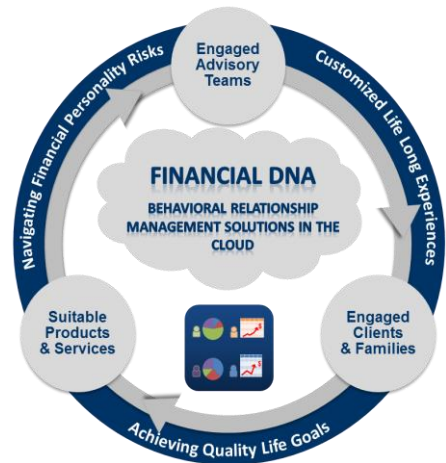 Engaged
Advisory
Teams
Navigating Financial Personality Risks
Customized Life Long Experiences
FINANCIAL DNA
BEHAVIORAL RELATIONSHIP
MANAGEMENT SOLUTIONS IN THE
CLOUD
Suitable
Products
& Services
Engaged
Clients
& Families
Achieving Quality Life Goals